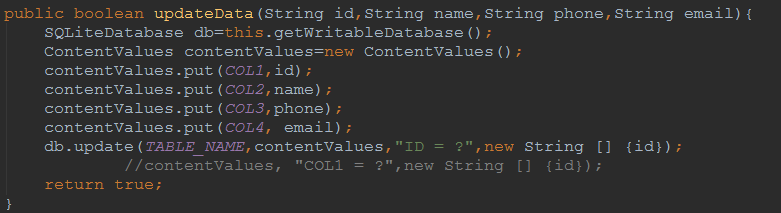 public boolean updateData(String id,String name,String phone,String email){
SQLiteDatabase db=this.getWritableDatabase();
ContentValues contentValues=new ContentValues();
contentValues.put(COL1,id);
contentValues.put(COL2,name);
contentValues.put(COL3,phone);
contentValues.put(COL4, email);
db.update(TABLE_NAME,contentValues,"ID = ?",new String [] {id});
//contentValues, "COL1 = ?",new String [] {id});
return true;
}